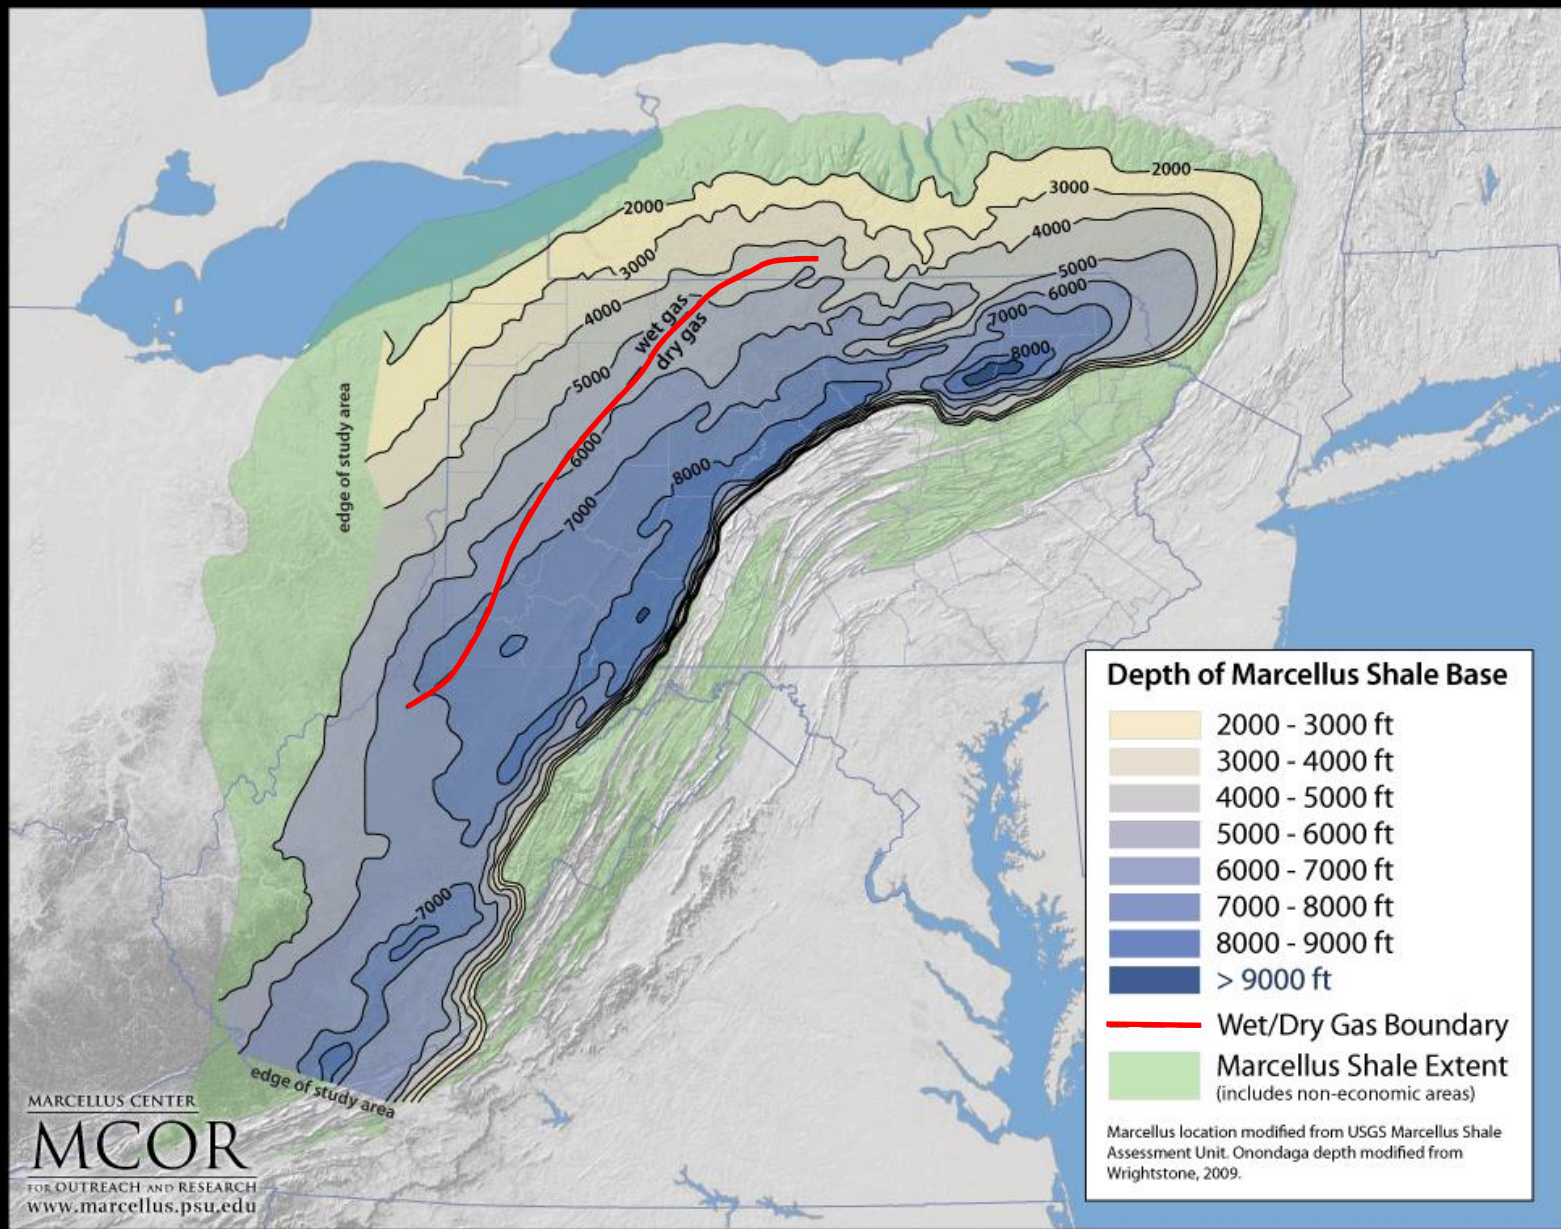 2000
2000
3000
4000
3000
5000
6000
4000
wet gas
dry gas
7000
8000
5000
edge of study area
6000
8000
7000
7000
edge of study area
Depth of Marcellus Shale Base
2000 - 3000 ft
3000 - 4000 ft
4000 - 5000 ft
5000 - 6000 ft
6000 - 7000 ft
7000 - 8000 ft
8000 - 9000 ft
> 9000 ft
Wet/Dry Gas Boundary
Marcellus Shale Extent
(includes non-economic areas)
Marcellus location modified from USGS Marcellus Shale
Assessment Unit. Onondaga depth modified from
Wrightstone, 2009.
MARCELLUS CENTER
MCOR
FOR OUTREACH AND RESEARCH
www.marcellus.psu.edu